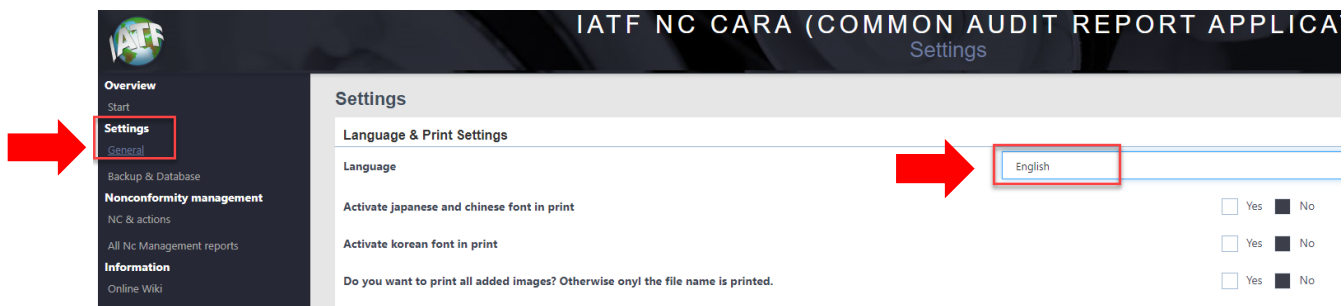 IATF NC CARA (COMMON AUDIT REPORT APPLICA
Settings
IATF
Overview
Start
Settings
General
Backup & Database
Nonconformity management
NC & actions
All Nc Management reports
Information
Online Wiki
Settings
Language & Print Settings
Language English
Activate japanese and chinese font in print Yes No
Activate korean font in print Yes No
Do you want to print all added images? Otherwise onyl the file name is printed. Yes No